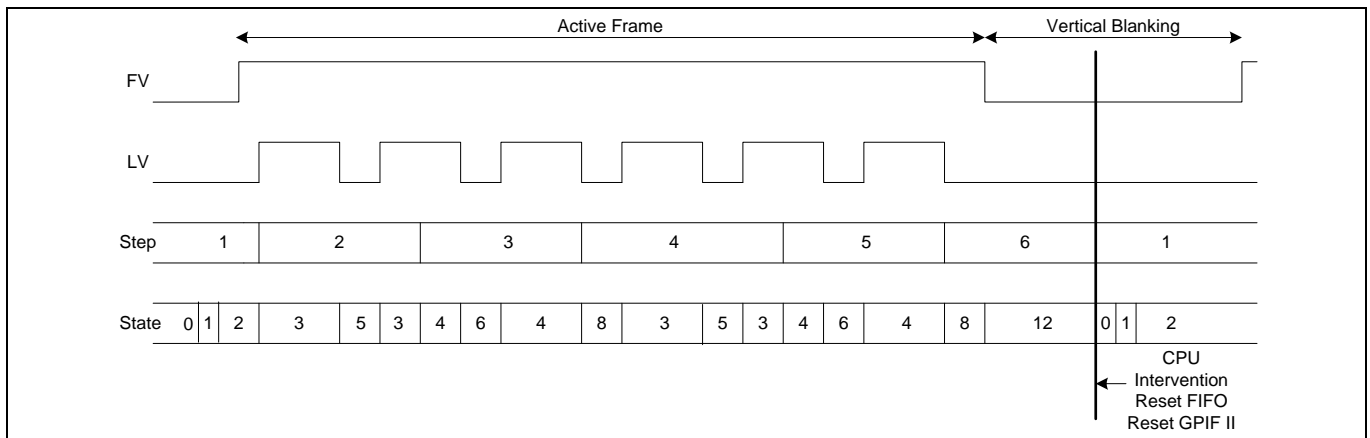 Active Frame Vertical Blanking
FV
LV
Step 1 2 3 4 5 6 1
State 0 1 2 3 5 3 4 6 4 8 3 5 3 4 6 4 8 12 0 1 2
CPU
Intervention
Reset FIFO
Reset GPIF II